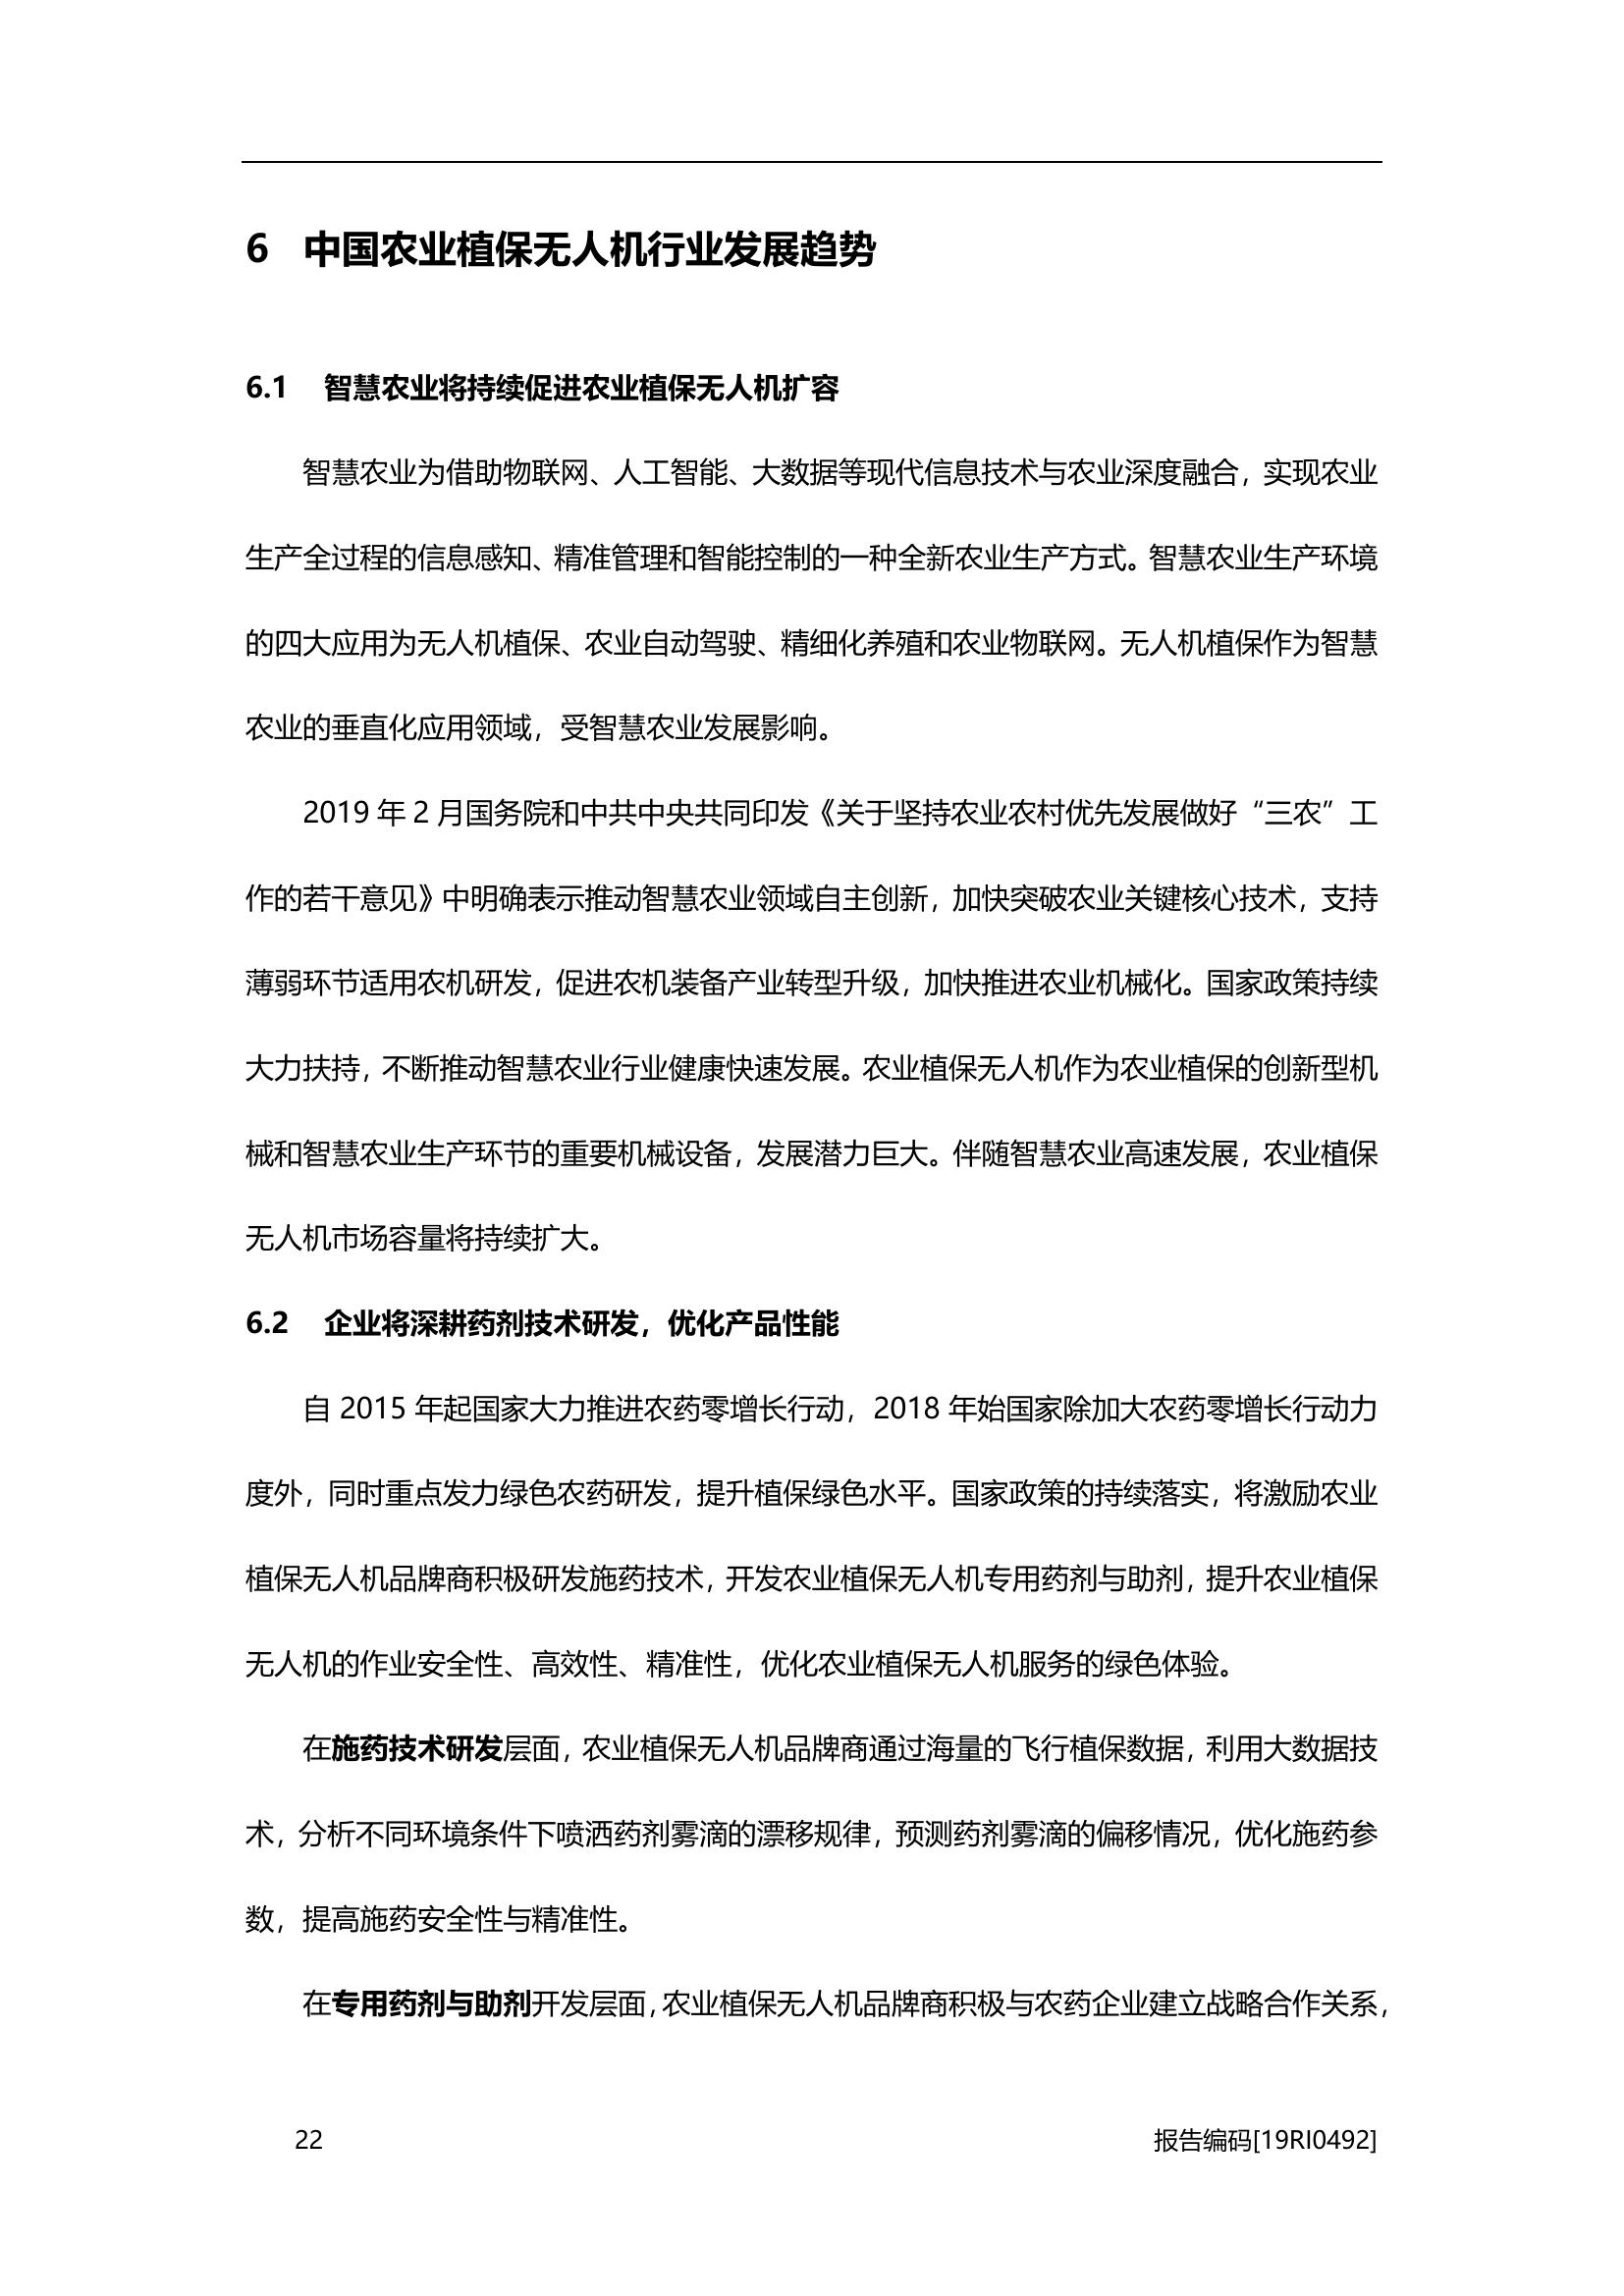 6 中国农业植保无人机行业发展趋势
6.1 智慧农业将持续促进农业植保无人机扩容
智慧农业为借助物联网、人工智能、大数据等现代信息技术与农业深度融合，实现农业
生产全过程的信息感知、精准管理和智能控制的一种全新农业生产方式。智慧农业生产环境
的四大应用为无人机植保、农业自动驾驶、精细化养殖和农业物联网。无人机植保作为智慧
农业的垂直化应用领域，受智慧农业发展影响。
2019 年 2 月国务院和中共中央共同印发《关于坚持农业农村优先发展做好“三农”工
作的若干意见》中明确表示推动智慧农业领域自主创新，加快突破农业关键核心技术，支持
薄弱环节适用农机研发，促进农机装备产业转型升级，加快推进农业机械化。国家政策持续
大力扶持，不断推动智慧农业行业健康快速发展。农业植保无人机作为农业植保的创新型机
械和智慧农业生产环节的重要机械设备，发展潜力巨大。伴随智慧农业高速发展，农业植保
无人机市场容量将持续扩大。
6.2 企业将深耕药剂技术研发，优化产品性能
自 2015 年起国家大力推进农药零增长行动，2018 年始国家除加大农药零增长行动力
度外，同时重点发力绿色农药研发，提升植保绿色水平。国家政策的持续落实，将激励农业
植保无人机品牌商积极研发施药技术，开发农业植保无人机专用药剂与助剂，提升农业植保
无人机的作业安全性、高效性、精准性，优化农业植保无人机服务的绿色体验。
在施药技术研发层面，农业植保无人机品牌商通过海量的飞行植保数据，利用大数据技
术，分析不同环境条件下喷洒药剂雾滴的漂移规律，预测药剂雾滴的偏移情况，优化施药参
数，提高施药安全性与精准性。
在专用药剂与助剂开发层面，农业植保无人机品牌商积极与农药企业建立战略合作关系，
22 报告编码[19RI0492]